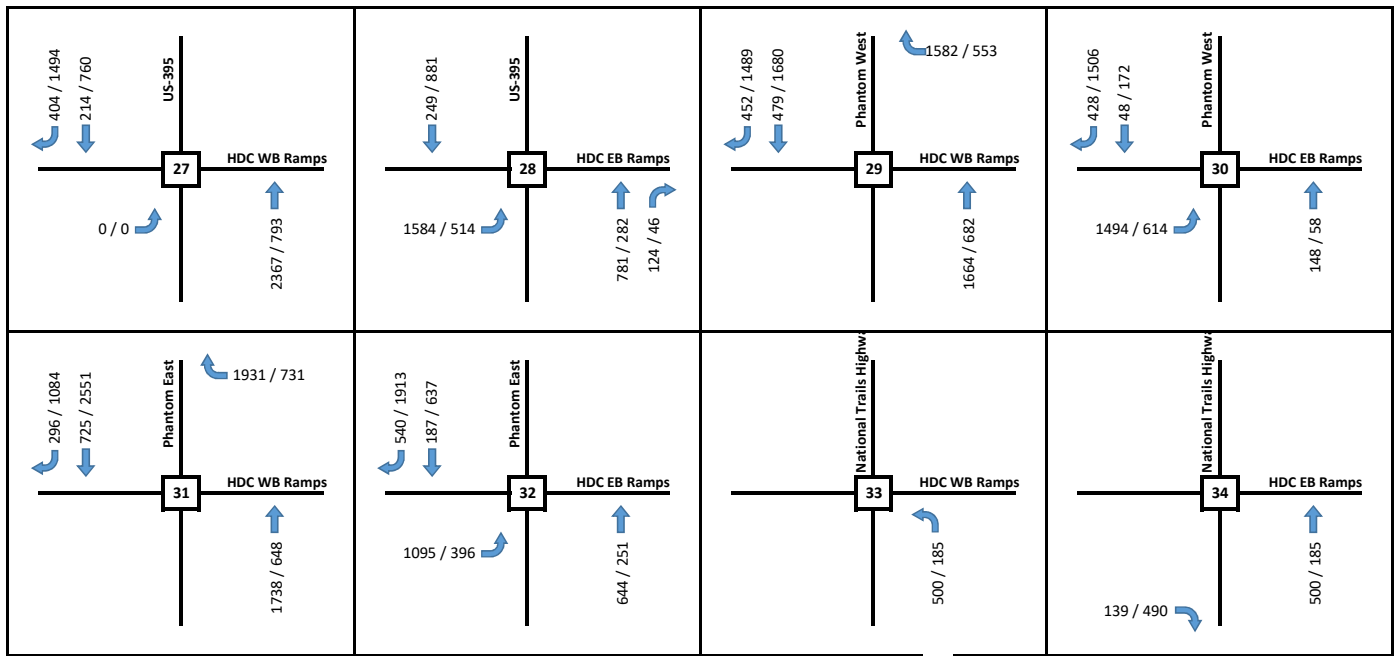 404 / 1494
214 / 760
US-395
27
HDC WB Ramps
0 / 0
2367 / 793
249 / 881
US-395
28
HDC EB Ramps
1584 / 514
781 / 282
124 / 46
452 / 1489
479 / 1680
Phantom West
1582 / 553
29
HDC WB Ramps
1664 / 682
428 / 1506
48 / 172
Phantom West
30
HDC EB Ramps
1494 / 614
148 / 58
296 / 1084
725 / 2551
Phantom East
1931 / 731
31
HDC WB Ramps
1738 / 648
540 / 1913
187 / 637
Phantom East
32
HDC EB Ramps
1095 / 396
644 / 251
National Trails Highwa
33
HDC WB Ramps
500 / 185
National Trails Highwa
34
HDC EB Ramps
139 / 490
500 / 185